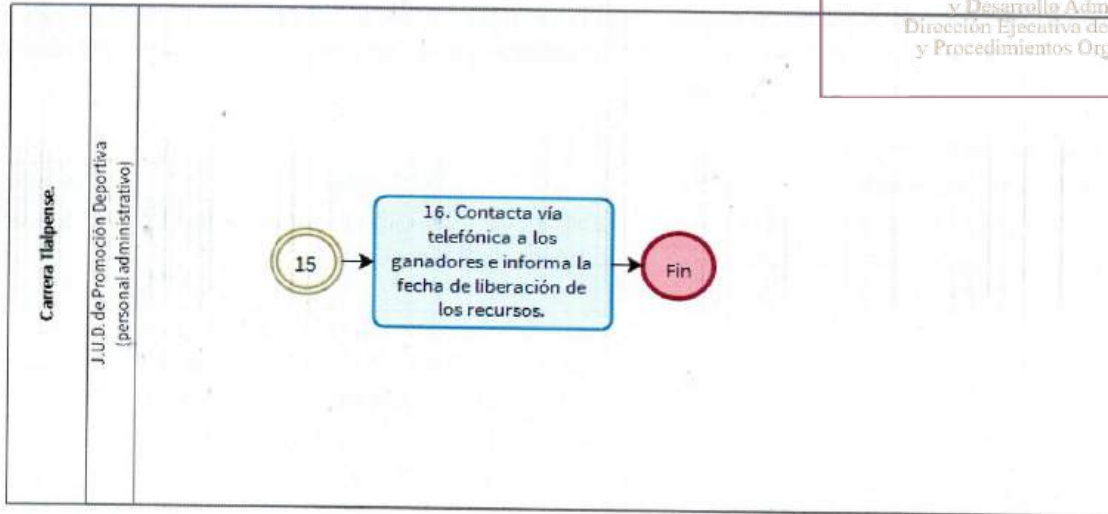 y Desarrollo Adm
Dirección Ejecutiva de
y Procedimientos Org
Carrera Tlalpense.
J.U.D. de Promoción Deportiva
(personal administrativo)
15
16. Contacta vía
telefónica a los
ganadores e informa la
fecha de liberación de
los recursos.
Fin